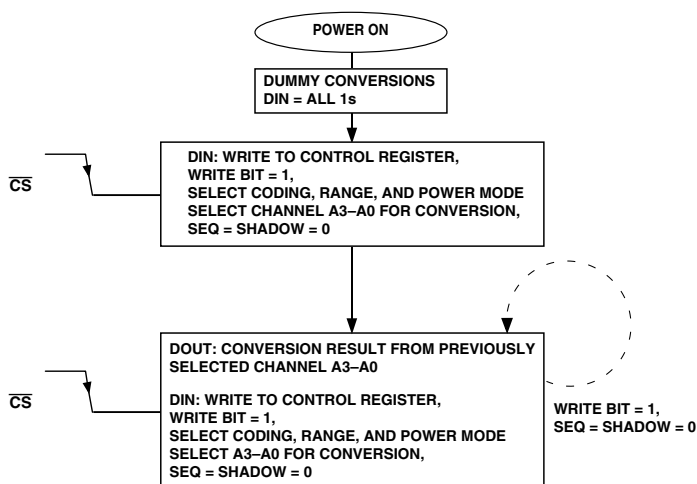 POWER ON
DUMMY CONVERSIONS
DIN = ALL 1s
CS
DIN: WRITE TO CONTROL REGISTER,
WRITE BIT = 1,
SELECT CODING, RANGE, AND POWER MODE
SELECT CHANNEL A3–A0 FOR CONVERSION,
SEQ = SHADOW = 0
CS
DOUT: CONVERSION RESULT FROM PREVIOUSLY
SELECTED CHANNEL A3–A0
DIN: WRITE TO CONTROL REGISTER,
WRITE BIT = 1,
SELECT CODING, RANGE, AND POWER MODE
SELECT A3–A0 FOR CONVERSION,
SEQ = SHADOW = 0
WRITE BIT = 1,
SEQ = SHADOW = 0